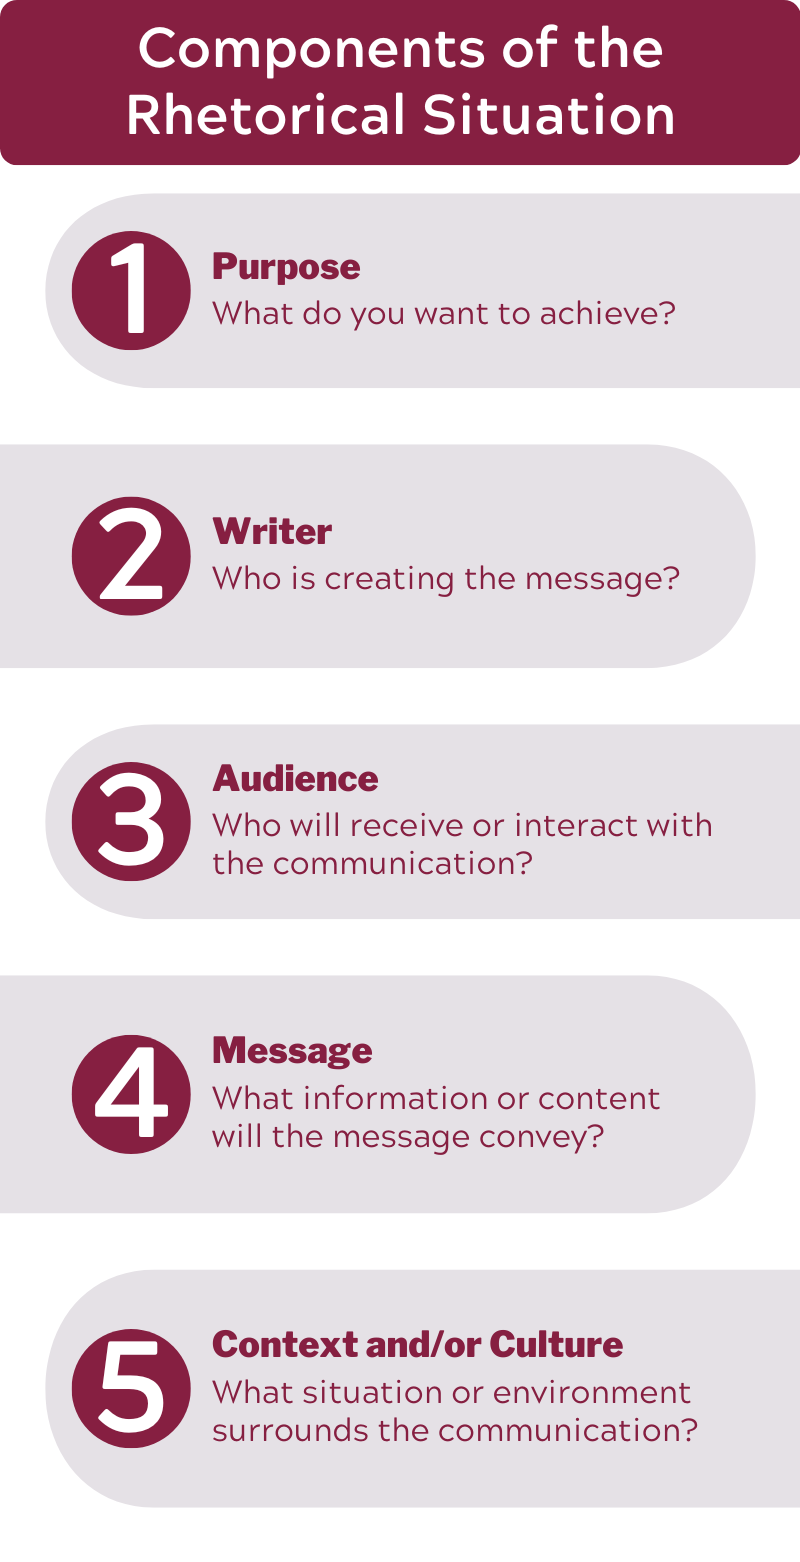 Components of the
Rhetorical Situation
1
Purpose
What do you want to achieve?
2
Writer
Who is creating the message?
3
Audience
Who will receive or interact with
the communication?
4
Message
What information or content
will the message convey?
5
Context and/or Culture
What situation or environment
surrounds the communication?